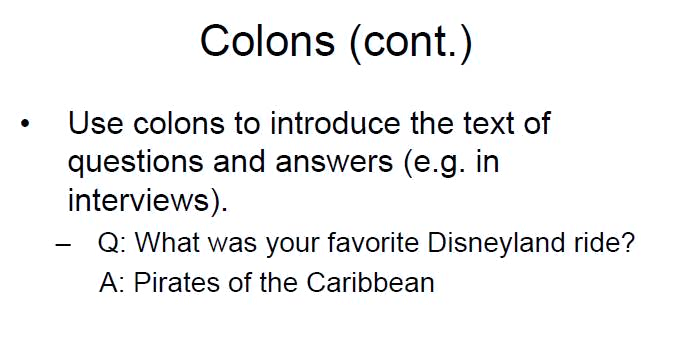 Colons (cont.)
• Use colons to introduce the text of
questions and answers (e.g. in
interviews).
– Q: What was your favorite Disneyland ride?
A: Pirates of the Caribbean